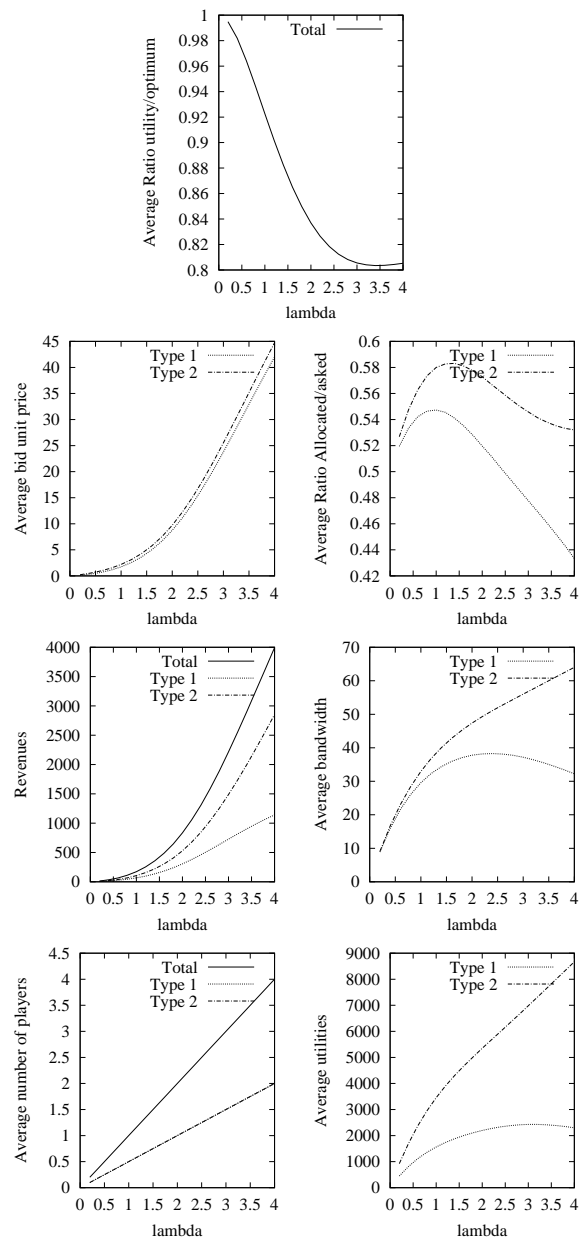 1
0.98
0.96
0.94
0.92
0.9
0.88
0.86
0.84
0.82
0.8
Average Ratio utility/optimum
Total
0 0.5 1 1.5 2 2.5 3 3.5 4
lambda
45
40
35
30
25
20
15
10
5
0
Average bid unit price
Type 1
Type 2
0 0.5 1 1.5 2 2.5 3 3.5 4
lambda
0.6
0.58
0.56
0.54
0.52
0.5
0.48
0.46
0.44
0.42
Average Ratio Allocated/asked
Type 1
Type 2
0 0.5 1 1.5 2 2.5 3 3.5 4
lambda
4000
3500
3000
2500
2000
1500
1000
500
0
Revenues
Total
Type 1
Type 2
0 0.5 1 1.5 2 2.5 3 3.5 4
lambda
70
60
50
40
30
20
10
0
Average bandwidth
Type 1
Type 2
0 0.5 1 1.5 2 2.5 3 3.5 4
lambda
4.5
4
3.5
3
2.5
2
1.5
1
0.5
0
Average number of players
Total
Type 1
Type 2
0 0.5 1 1.5 2 2.5 3 3.5 4
lambda
9000
8000
7000
6000
5000
4000
3000
2000
1000
0
Average utilities
Type 1
Type 2
0 0.5 1 1.5 2 2.5 3 3.5 4
lambda